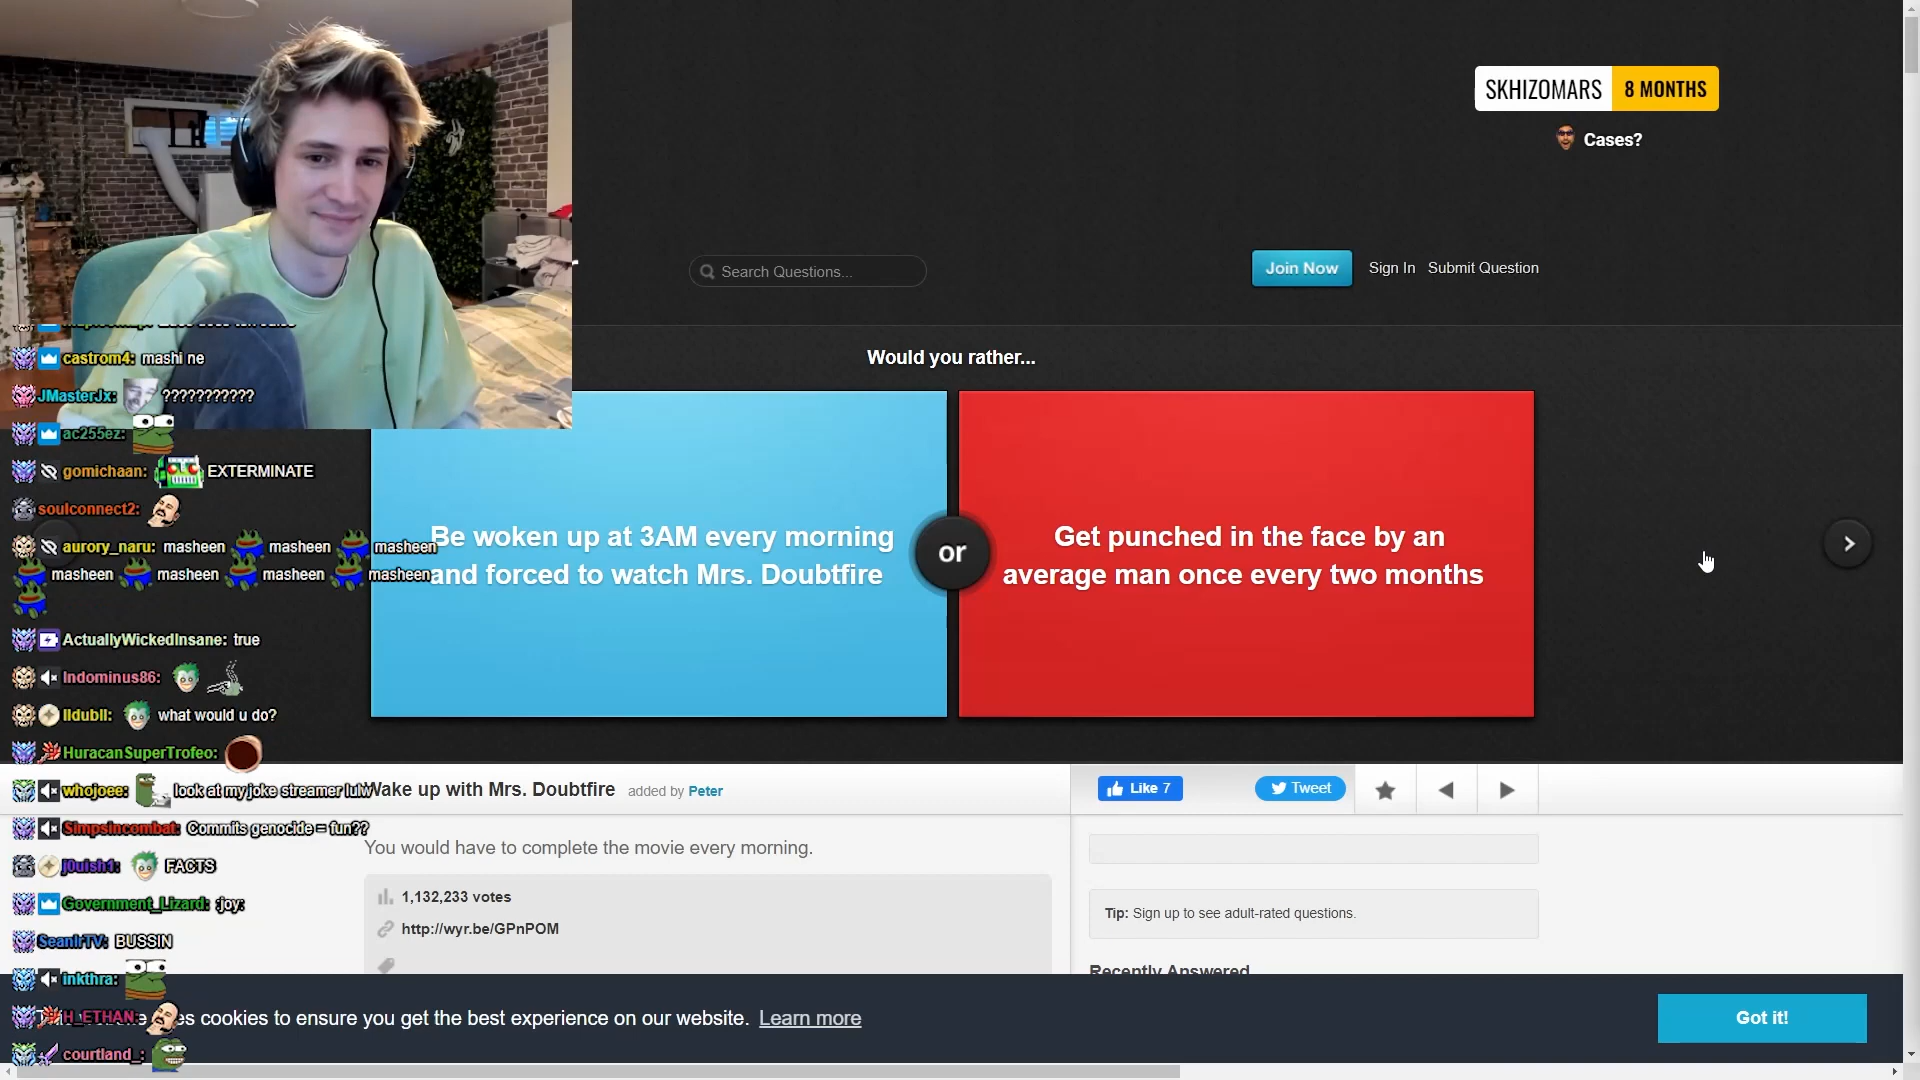 SKHIZOMARS 8 MONTHS
Cases?
Search Questions...
Join Now Sign In Submit Question
Would you rather...
Be woken up at 3AM every morning
and forced to watch Mrs. Doubtfire
or
Get punched in the face by an
average man once every two months
castrom4: mashi ne
JMasterJx: ???????????
ac255ez:
gomichaan: EXTERMINATE
soulconnect2:
aurory_naru: masheen masheen masheen
masheen masheen masheen masheen
ActuallyWickedInsane: true
Indominus86:
lldubll: what would u do?
HuracanSuperTrofeo:
whojoee: look at my joke streamer lulw
Simpsincombat: Commits genocide = fun??
j0uish1: FACTS
Government_Lizard: :joy:
SeanirTV: BUSSIN
inkthra:
H_ETHAN:
courtland_:
Wake up with Mrs. Doubtfire added by Peter
Like 7
Tweet
You would have to complete the movie every morning.
1,132,233 votes
http://wyr.be/GPnPOM
Tip: Sign up to see adult-rated questions.
Recently Answered
cookies to ensure you get the best experience on our website. Learn more
Got it!